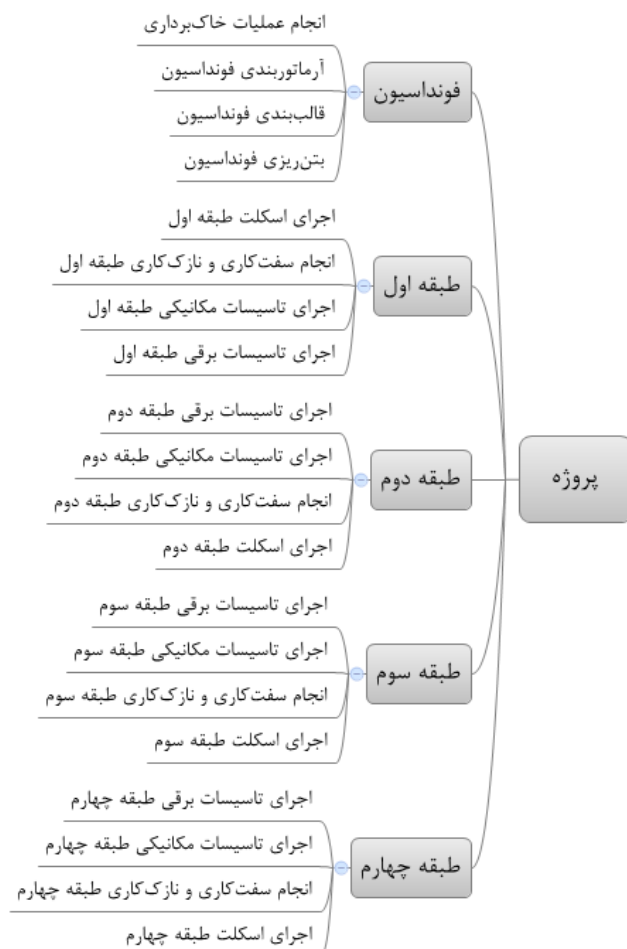 پروژه
فونداسیون
انجام عملیات خاک‌برداری
آرماتوربندی فونداسیون
قالب‌بندی فونداسیون
بتن‌ریزی فونداسیون
طبقه اول
اجرای اسکلت طبقه اول
انجام سفت‌کاری و نازک‌کاری طبقه اول
اجرای تاسیسات مکانیکی طبقه اول
اجرای تاسیسات برقی طبقه اول
طبقه دوم
اجرای تاسیسات برقی طبقه دوم
اجرای تاسیسات مکانیکی طبقه دوم
انجام سفت‌کاری و نازک‌کاری طبقه دوم
اجرای اسکلت طبقه دوم
طبقه سوم
اجرای تاسیسات برقی طبقه سوم
اجرای تاسیسات مکانیکی طبقه سوم
انجام سفت‌کاری و نازک‌کاری طبقه سوم
اجرای اسکلت طبقه سوم
طبقه چهارم
اجرای تاسیسات برقی طبقه چهارم
اجرای تاسیسات مکانیکی طبقه چهارم
انجام سفت‌کاری و نازک‌کاری طبقه چهارم
اجرای اسکلت طبقه چهارم